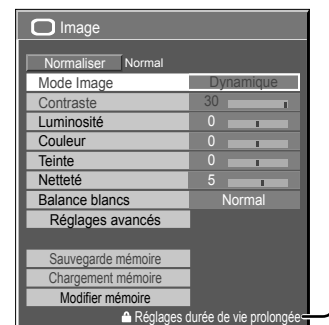 Image
Normaliser Normal
Mode Image Dynamique
Contraste 30
Luminosité 0
Couleur 0
Teinte 0
Netteté 5
Balance blancs Normal
Réglages avancés
Sauvegarde mémoire
Chargement mémoire
Modifier mémoire
Réglages durée de vie prolongée